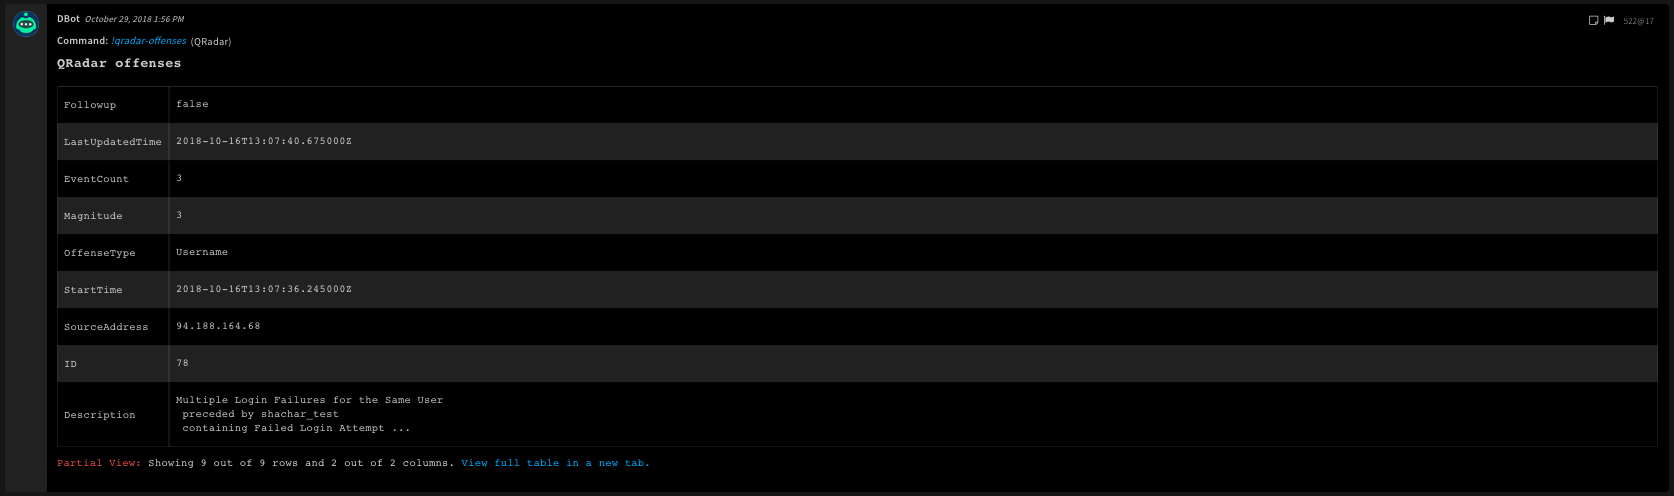 DBot October 29, 2018 1:56 PM 522@17
Command: !qradar-offenses (QRadar)
QRadar offenses
Followup false
LastUpdatedTime 2018-10-16T13:07:40.675000Z
EventCount 3
Magnitude 3
OffenseType Username
StartTime 2018-10-16T13:07:36.245000Z
SourceAddress 94.188.164.68
ID 78
Description Multiple Login Failures for the Same User
preceded by shachar_test
containing Failed Login Attempt ...
Partial View: Showing 9 out of 9 rows and 2 out of 2 columns. View full table in a new tab.